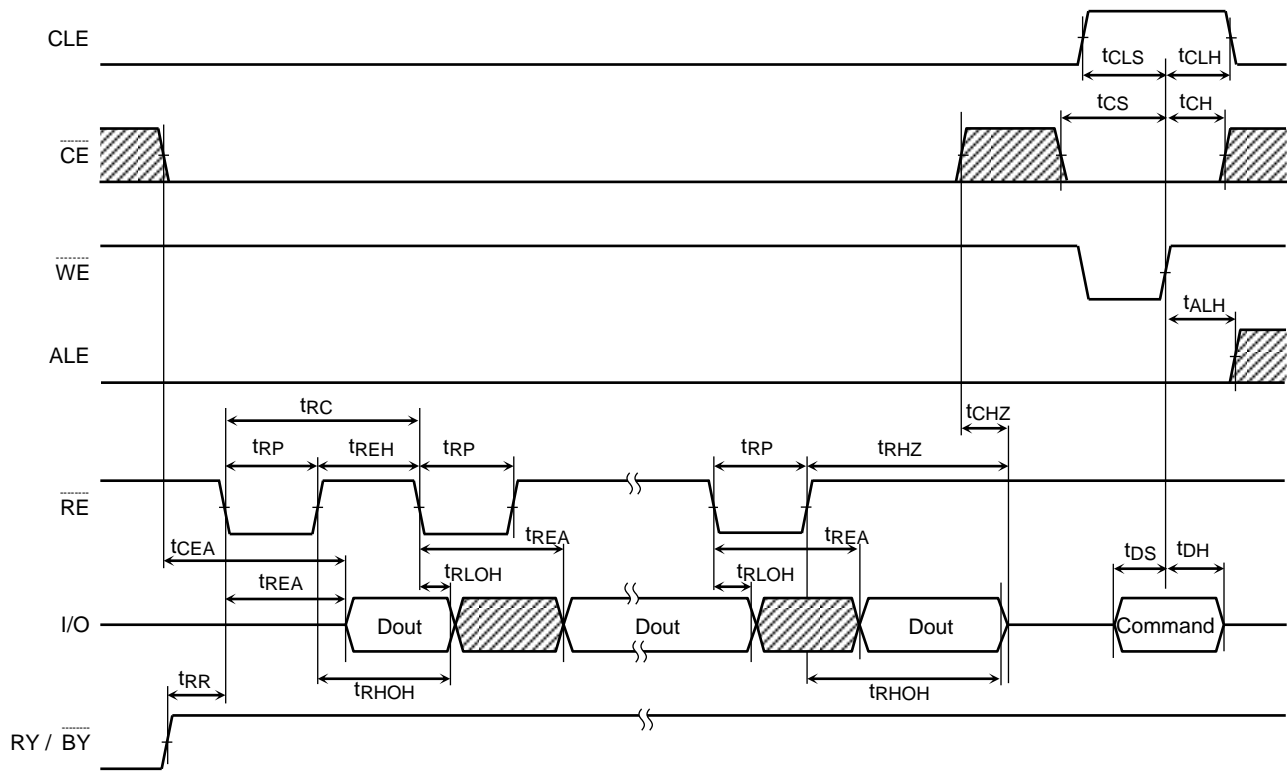 CLE
tCLS
tCLH
tCS
tCH
CE
WE
tALH
ALE
tRC
tCHZ
tRP
tREH
tRP
tRP
tRHZ
RE
tCEA
tREA
tREA
tDS
tDH
tREA
tRLOH
tRLOH
I/O
Dout
Dout
Dout
Command
tRR
tRHOH
tRHOH
RY / BY